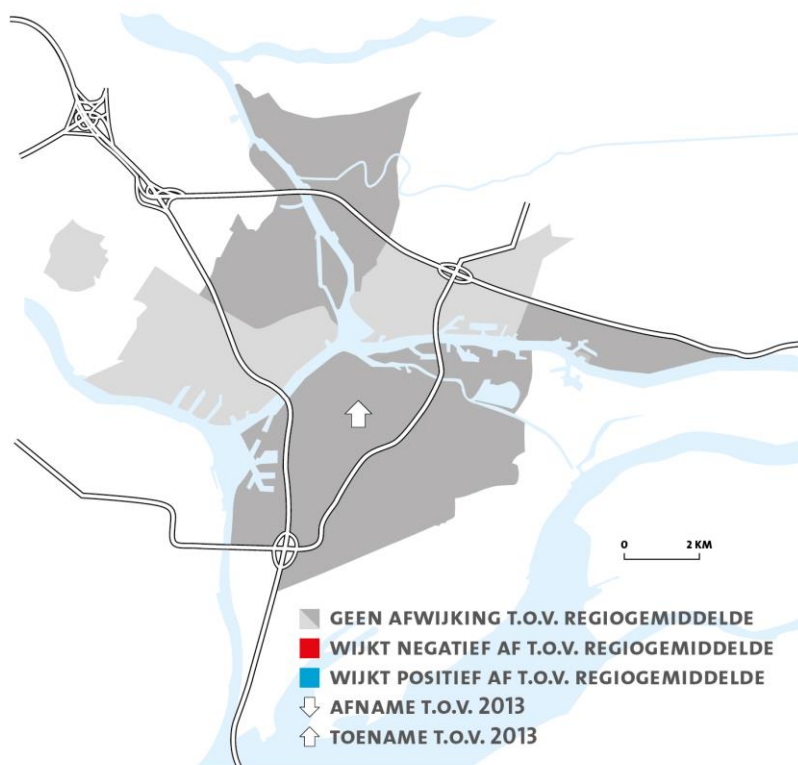 0 2 KM
GEEN AFWIJKING T.O.V. REGIOGEMIDDELDE
WIJKT NEGATIEF AF T.O.V. REGIOGEMIDDELDE
WIJKT POSITIEF AF T.O.V. REGIOGEMIDDELDE
AFNAME T.O.V. 2013
TOENAME T.O.V. 2013